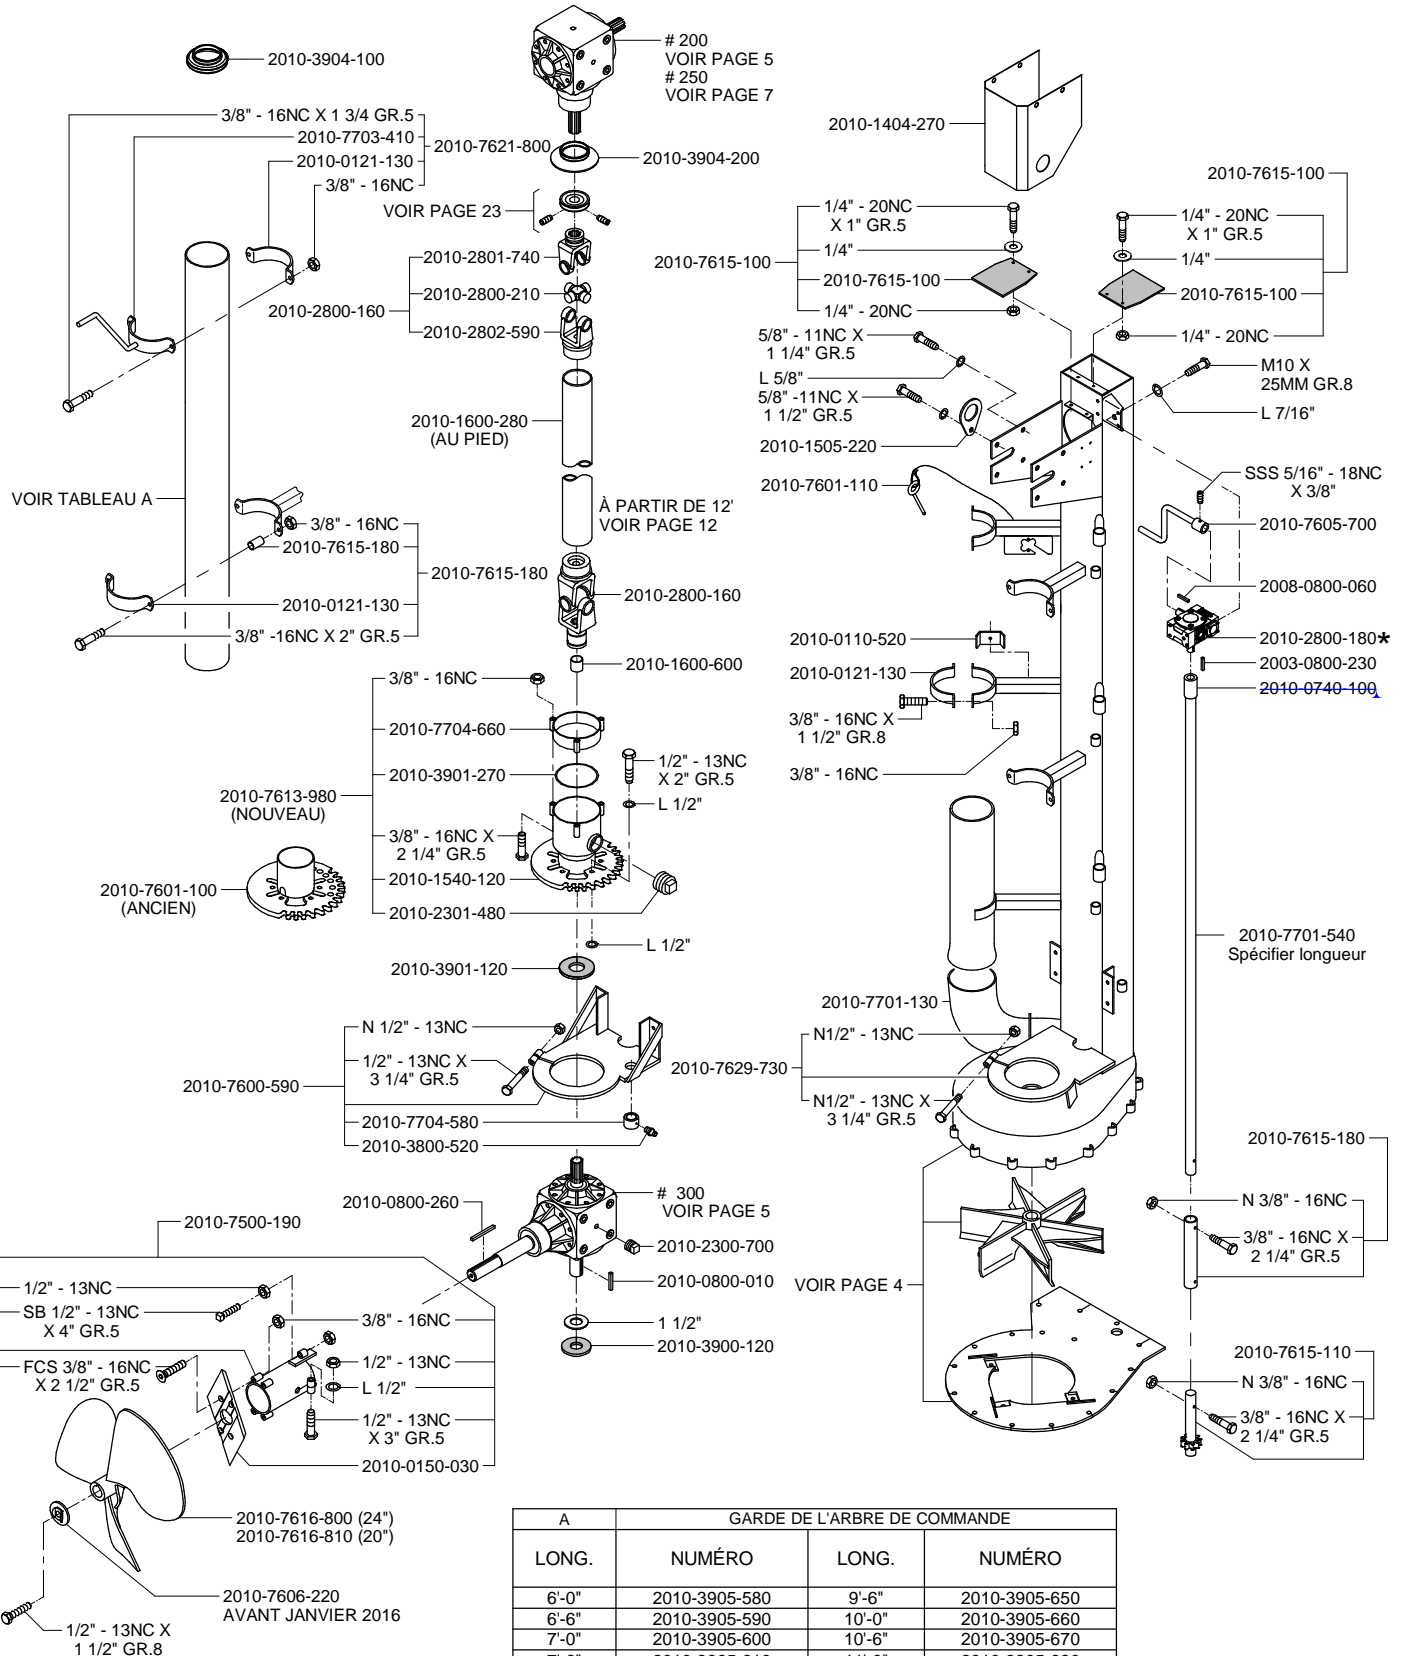 2010-3904-100
3/8" - 16NC X 1 3/4 GR.5
2010-7703-410
2010-7621-800
2010-0121-130
3/8" - 16NC
VOIR TABLEAU A
3/8" - 16NC
2010-7615-180
2010-7615-180
2010-0121-130
3/8" -16NC X 2" GR.5
# 200
VOIR PAGE 5
# 250
VOIR PAGE 7
2010-3904-200
VOIR PAGE 23
2010-2801-740
2010-2800-210
2010-2800-160
2010-2802-590
2010-1600-280
(AU PIED)
À PARTIR DE 12'
VOIR PAGE 12
2010-2800-160
2010-1600-600
3/8" - 16NC
2010-7704-660
1/2" - 13NC
X 2" GR.5
2010-3901-270
L 1/2"
2010-7613-980
(NOUVEAU)
3/8" - 16NC X
2 1/4" GR.5
2010-1540-120
2010-7601-100
(ANCIEN)
2010-2301-480
L 1/2"
2010-3901-120
N 1/2" - 13NC
1/2" - 13NC X
3 1/4" GR.5
2010-7600-590
2010-7704-580
2010-3800-520
2010-0800-260
# 300
VOIR PAGE 5
2010-7500-190
2010-2300-700
2010-0800-010
1/2" - 13NC
SB 1/2" - 13NC
X 4" GR.5
3/8" - 16NC
1 1/2"
2010-3900-120
FCS 3/8" - 16NC
X 2 1/2" GR.5
1/2" - 13NC
L 1/2"
1/2" - 13NC
X 3" GR.5
2010-0150-030
2010-7616-800 (24")
2010-7616-810 (20")
2010-7606-220
AVANT JANVIER 2016
1/2" - 13NC X
1 1/2" GR.8
2010-1404-270
1/4" - 20NC
X 1" GR.5
1/4"
2010-7615-100
2010-7615-100
1/4" - 20NC
2010-7615-100
1/4" - 20NC
X 1" GR.5
1/4"
2010-7615-100
1/4" - 20NC
5/8" - 11NC X
1 1/4" GR.5
L 5/8"
5/8" -11NC X
1 1/2" GR.5
2010-1505-220
2010-7601-110
M10 X
25MM GR.8
L 7/16"
SSS 5/16" - 18NC
X 3/8"
2010-7605-700
2008-0800-060
2010-2800-180*
2003-0800-230
2010-0740-100
2010-0110-520
2010-0121-130
3/8" - 16NC X
1 1/2" GR.8
3/8" - 16NC
2010-7701-540
Spécifier longueur
2010-7701-130
N1/2" - 13NC
2010-7629-730
N1/2" - 13NC X
3 1/4" GR.5
2010-7615-180
N 3/8" - 16NC
3/8" - 16NC X
2 1/4" GR.5
VOIR PAGE 4
2010-7615-110
N 3/8" - 16NC
3/8" - 16NC X
2 1/4" GR.5
A GARDE DE L'ARBRE DE COMMANDE
LONG. NUMÉRO LONG. NUMÉRO
6'-0" 2010-3905-580 9'-6" 2010-3905-650
6'-6" 2010-3905-590 10'-0" 2010-3905-660
7'-0" 2010-3905-600 10'-6" 2010-3905-670